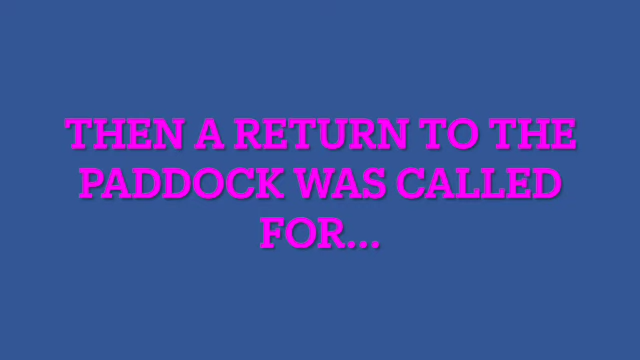 THEN A RETURN TO THE
PADDOCK WAS CALLED
FOR...